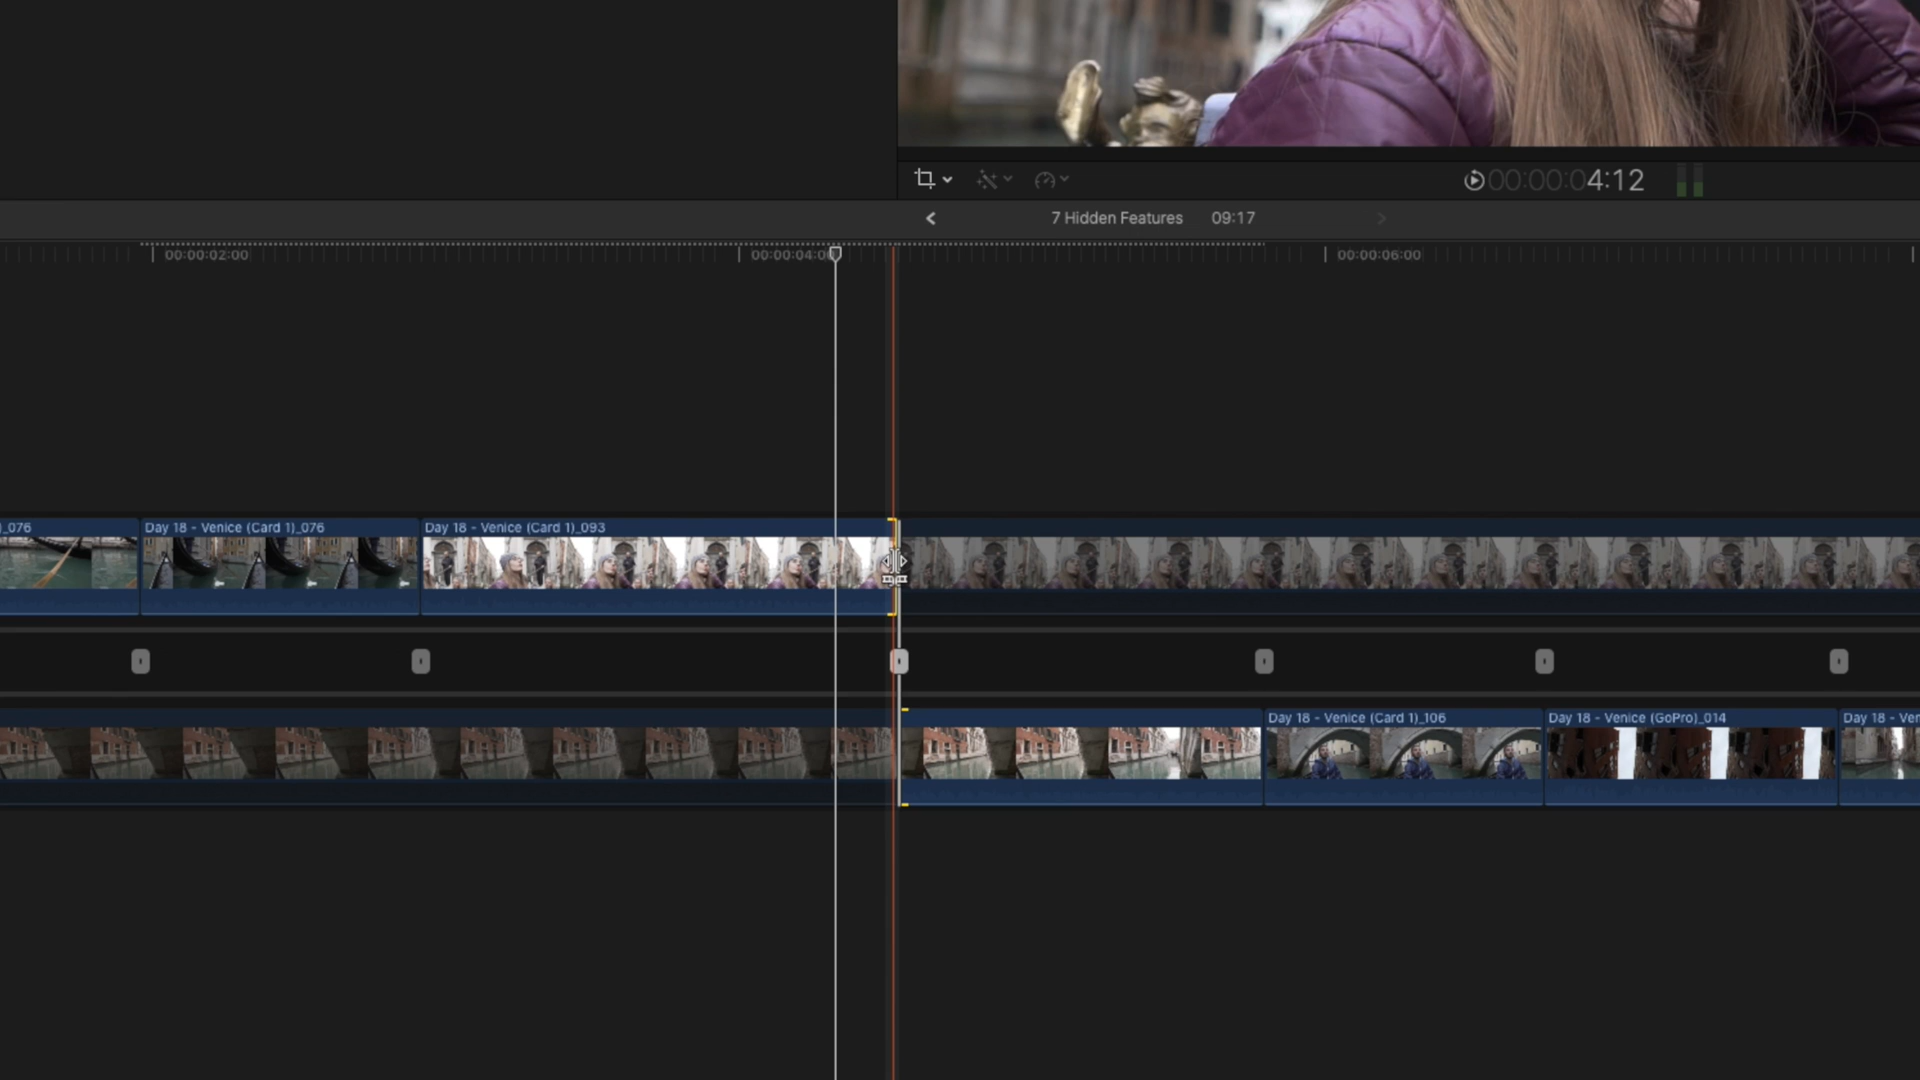 00:00:04:12
7 Hidden Features 09:17
00:00:02:00
00:00:04:00
00:00:06:00
)_076
Day 18 - Venice (Card 1)_076
Day 18 - Venice (Card 1)_093
Day 18 - Venice (Card 1)_106
Day 18 - Venice (GoPro)_014
Day 18 - Ver